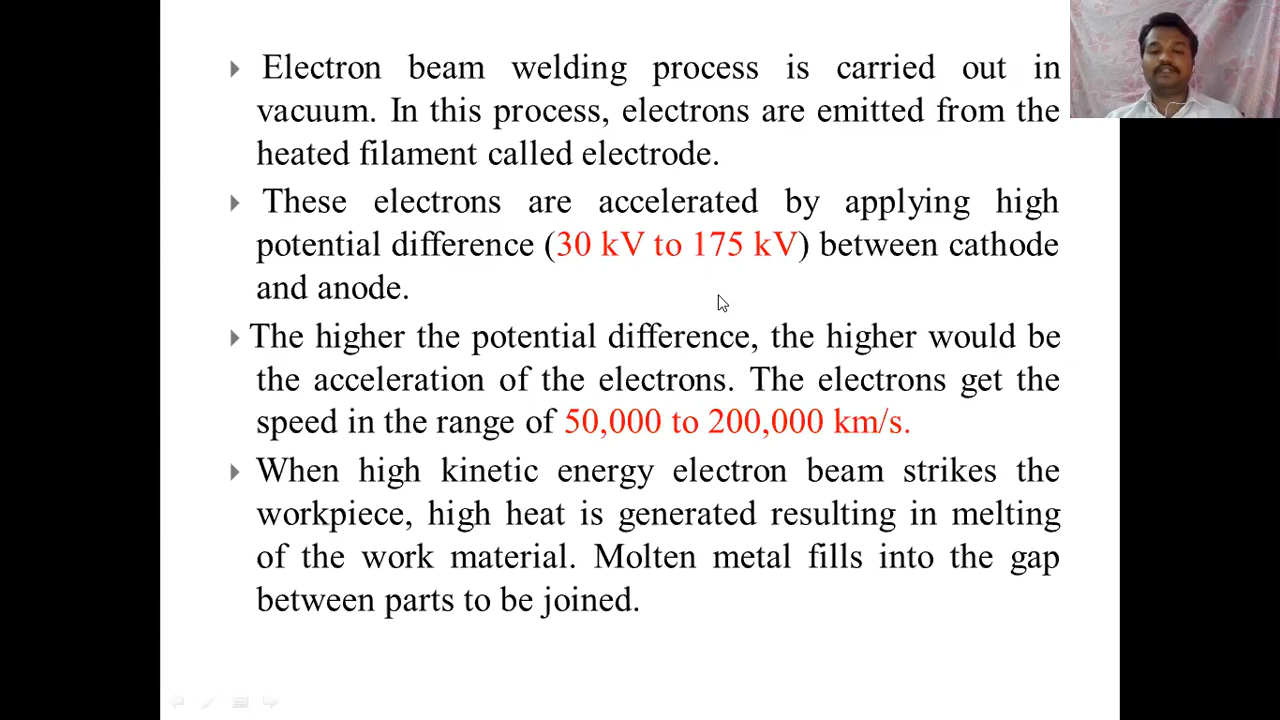 Electron beam welding process is carried out in
vacuum. In this process, electrons are emitted from the
heated filament called electrode.
These electrons are accelerated by applying high
potential difference (30 kV to 175 kV) between cathode
and anode.
The higher the potential difference, the higher would be
the acceleration of the electrons. The electrons get the
speed in the range of 50,000 to 200,000 km/s.
When high kinetic energy electron beam strikes the
workpiece, high heat is generated resulting in melting
of the work material. Molten metal fills into the gap
between parts to be joined.